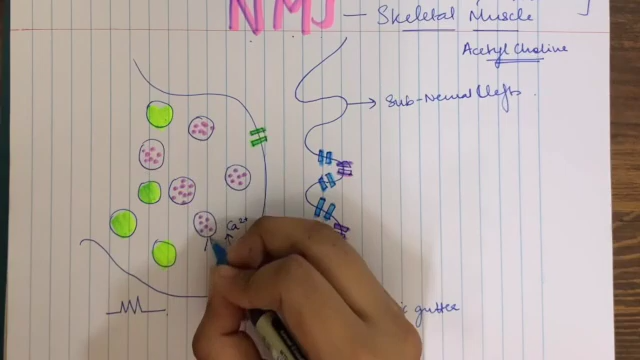 NMJ — Skeletal Muscle
Acetyl Choline
Sub-Neural Clefts
Ca2+
gutter